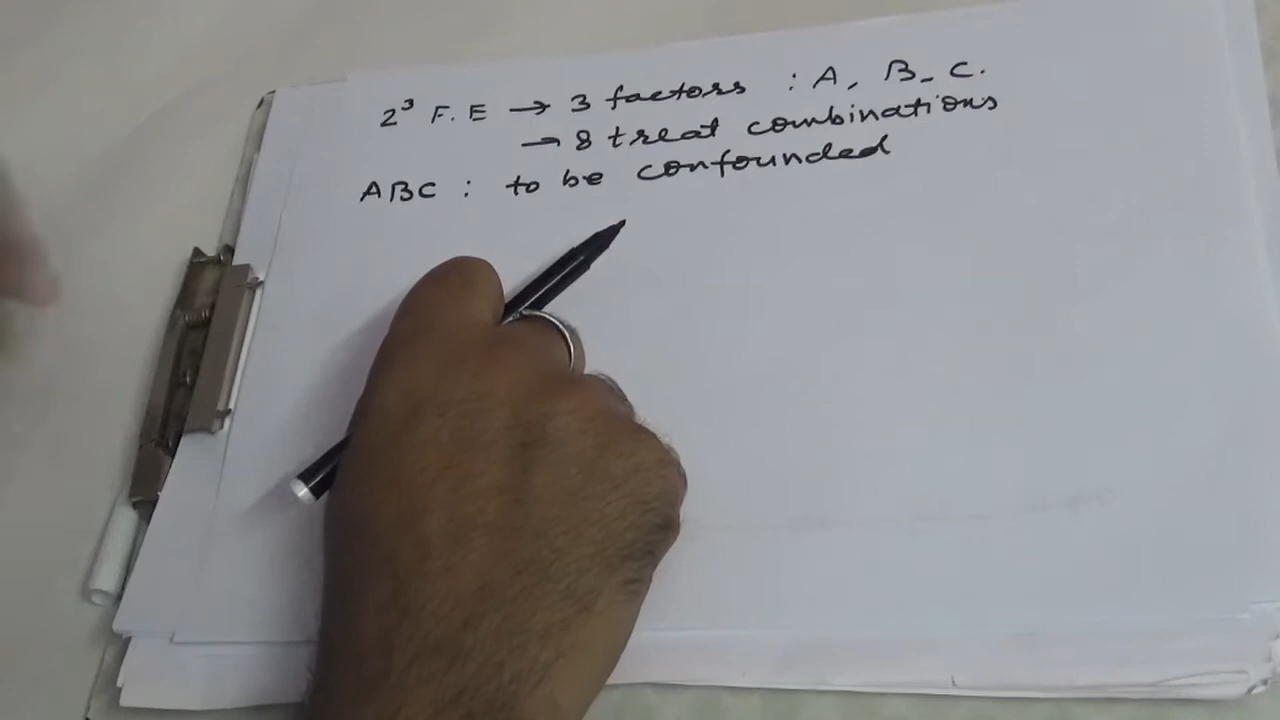 2³ F.E → 3 factors : A, B, C.
→ 8 treat combinations
ABC : to be confounded